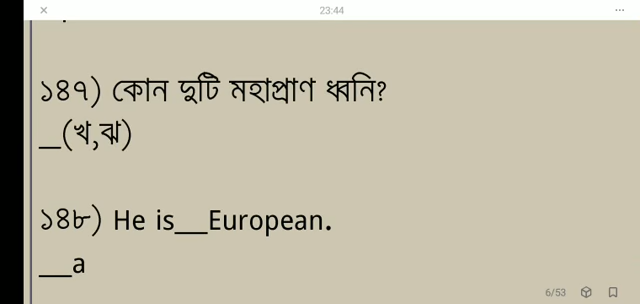 23:44
১৪৭) কোন দুটি মহাপ্রাণ ধ্বনি?
_(খ,ঝ)
১৪৮) He is__European.
__a
6/53